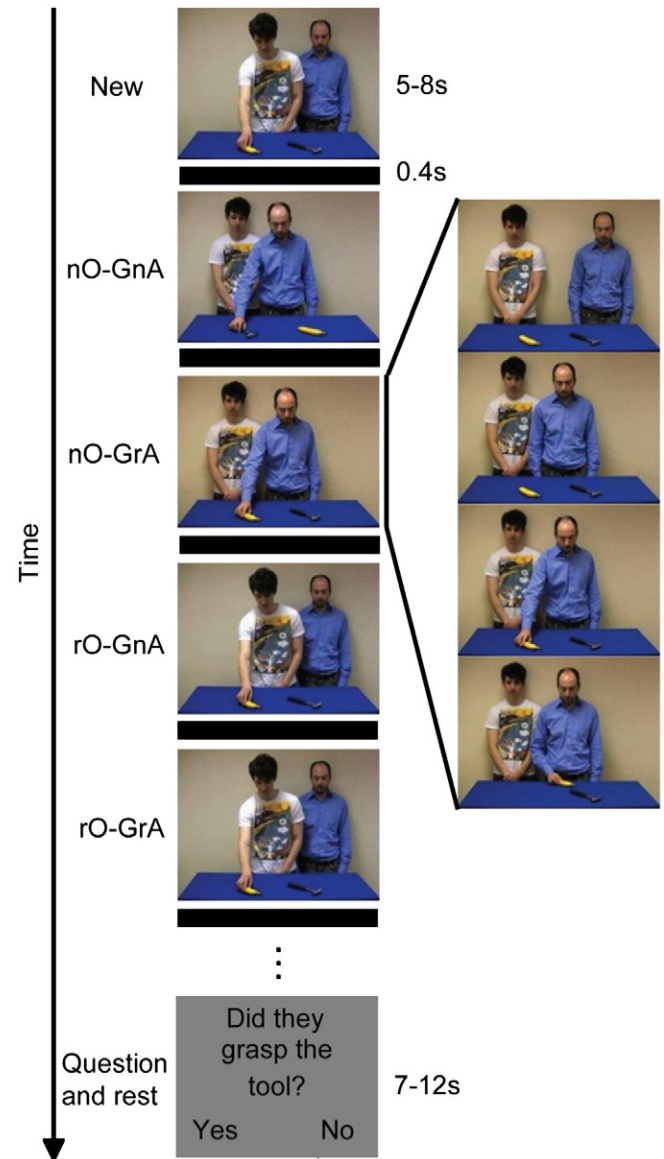 New
5-8s
0.4s
nO-GnA
nO-GrA
Time
rO-GnA
rO-GrA
Did they
grasp the
tool?
Yes No
Question
and rest
7-12s